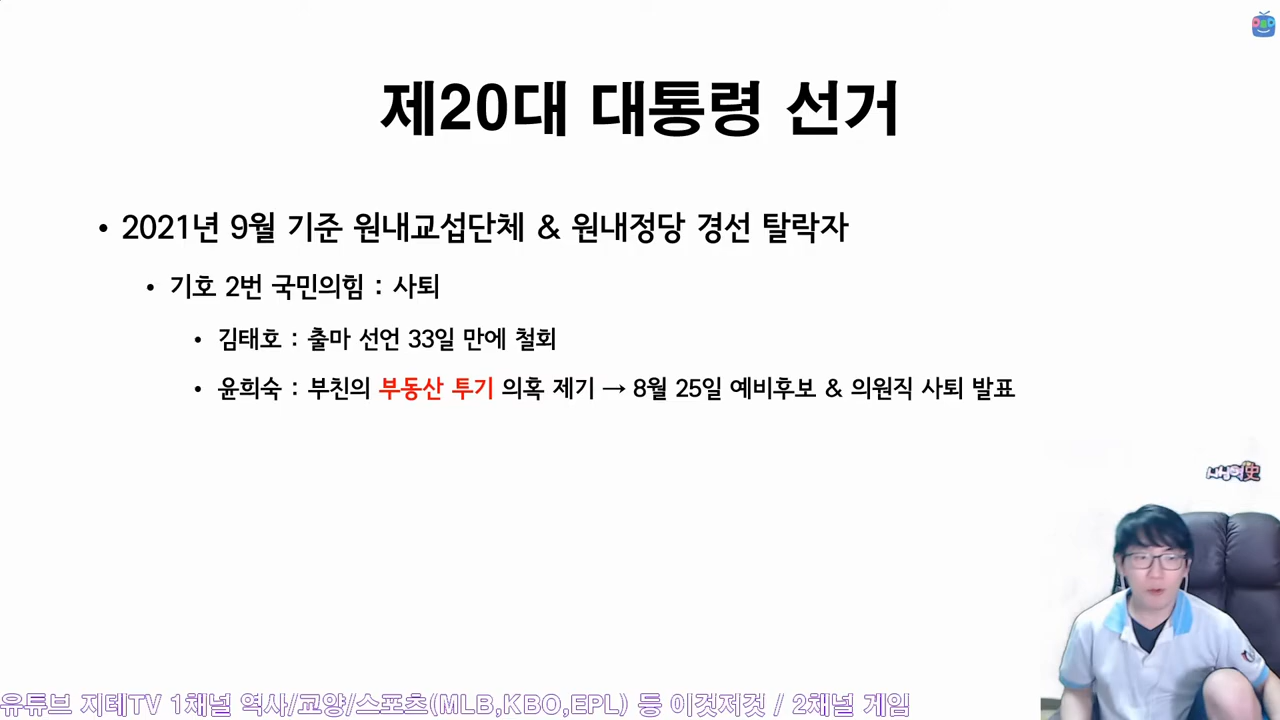 제20대 대통령 선거
• 2021년 9월 기준 원내교섭단체 & 원내정당 경선 탈락자
• 기호 2번 국민의힘 : 사퇴
• 김태호 : 출마 선언 33일 만에 철회
• 윤희숙 : 부친의 부동산 투기 의혹 제기 → 8월 25일 예비후보 & 의원직 사퇴 발표
유튜브 지테TV 1채널 역사/교양/스포츠(MLB,KBO,EPL) 등 이것저것 / 2채널 게임